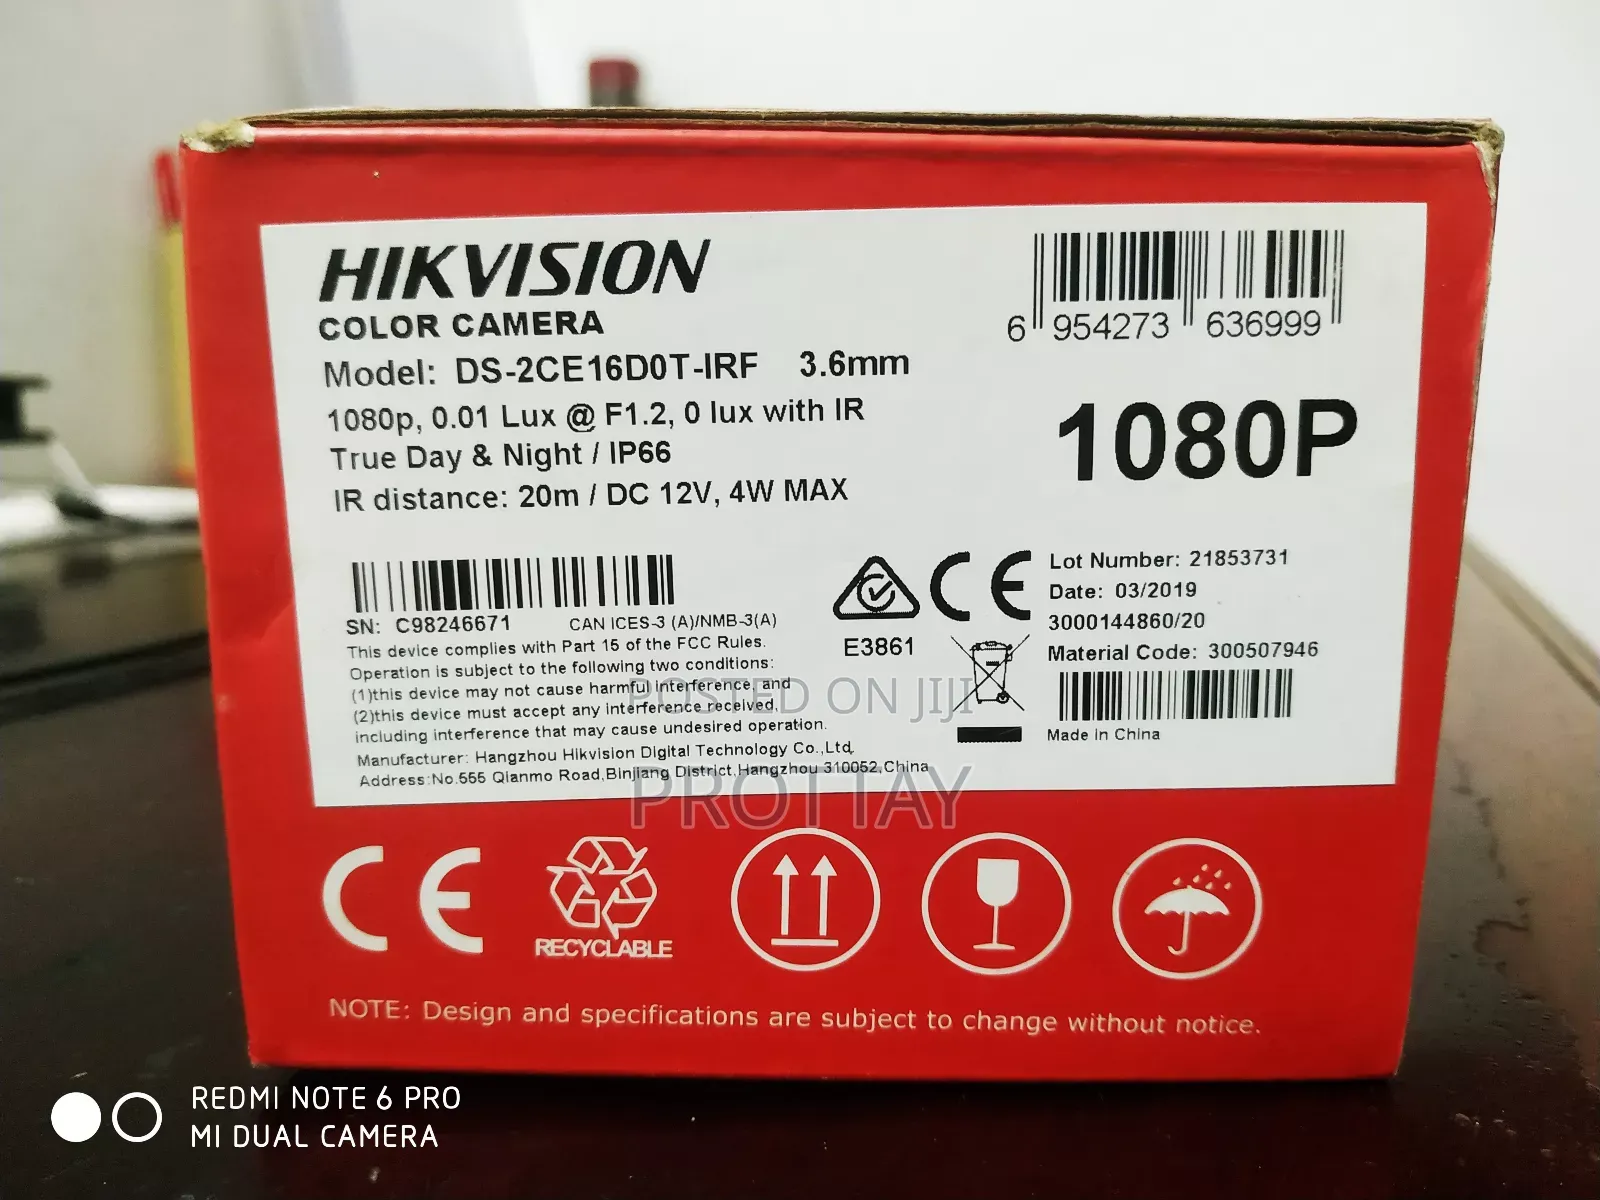 HIKVISION
COLOR CAMERA
Model: DS-2CE16D0T-IRF 3.6mm
1080p, 0.01 Lux @ F1.2, 0 lux with IR
True Day & Night / IP66
IR distance: 20m / DC 12V, 4W MAX
6 954273 636999
1080P
SN: C98246671 CAN ICES-3 (A)/NMB-3(A)
This device complies with Part 15 of the FCC Rules.
Operation is subject to the following two conditions:
(1)this device may not cause harmful interference, and
(2)this device must accept any interference received,
including interference that may cause undesired operation.
Manufacturer: Hangzhou Hikvision Digital Technology Co.,Ltd.
Address:No.555 Qianmo Road,Binjiang District,Hangzhou 310052,China
CE
E3861
Lot Number: 21853731
Date: 03/2019
3000144860/20
Material Code: 300507946
Made in China
POSTED ON JIJI
PROTTAY
CE
RECYCLABLE
NOTE: Design and specifications are subject to change without notice.
REDMI NOTE 6 PRO
MI DUAL CAMERA